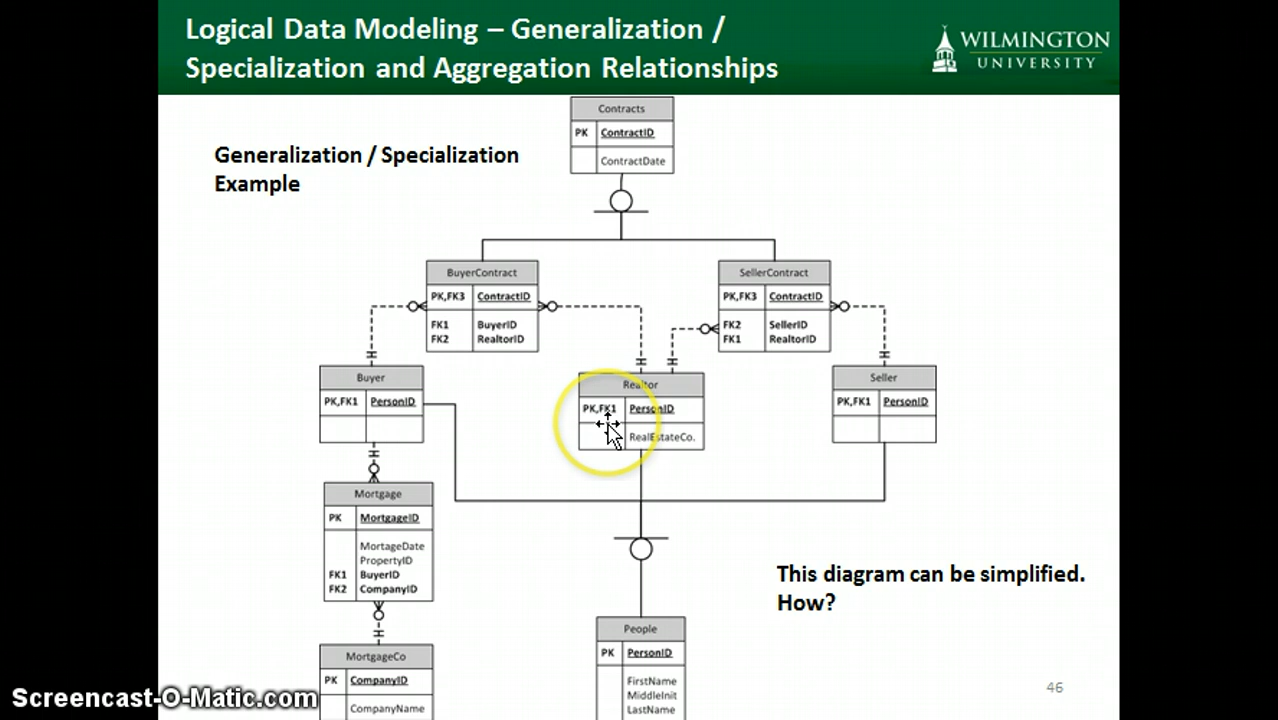 Logical Data Modeling – Generalization /
Specialization and Aggregation Relationships
WILMINGTON
UNIVERSITY
Generalization / Specialization
Example
Contracts
PK ContractID
ContractDate
BuyerContract
PK,FK3 ContractID
FK1 BuyerID
FK2 RealtorID
SellerContract
PK,FK3 ContractID
FK2 SellerID
FK1 RealtorID
Buyer
PK,FK1 PersonID
Realtor
PK,FK1 PersonID
RealEstateCo.
Seller
PK,FK1 PersonID
Mortgage
PK MortgageID
MortageDate
PropertyID
FK1 BuyerID
FK2 CompanyID
This diagram can be simplified.
How?
MortgageCo
PK CompanyID
CompanyName
People
PK PersonID
FirstName
MiddleInit
LastName
46
Screencast-O-Matic.com